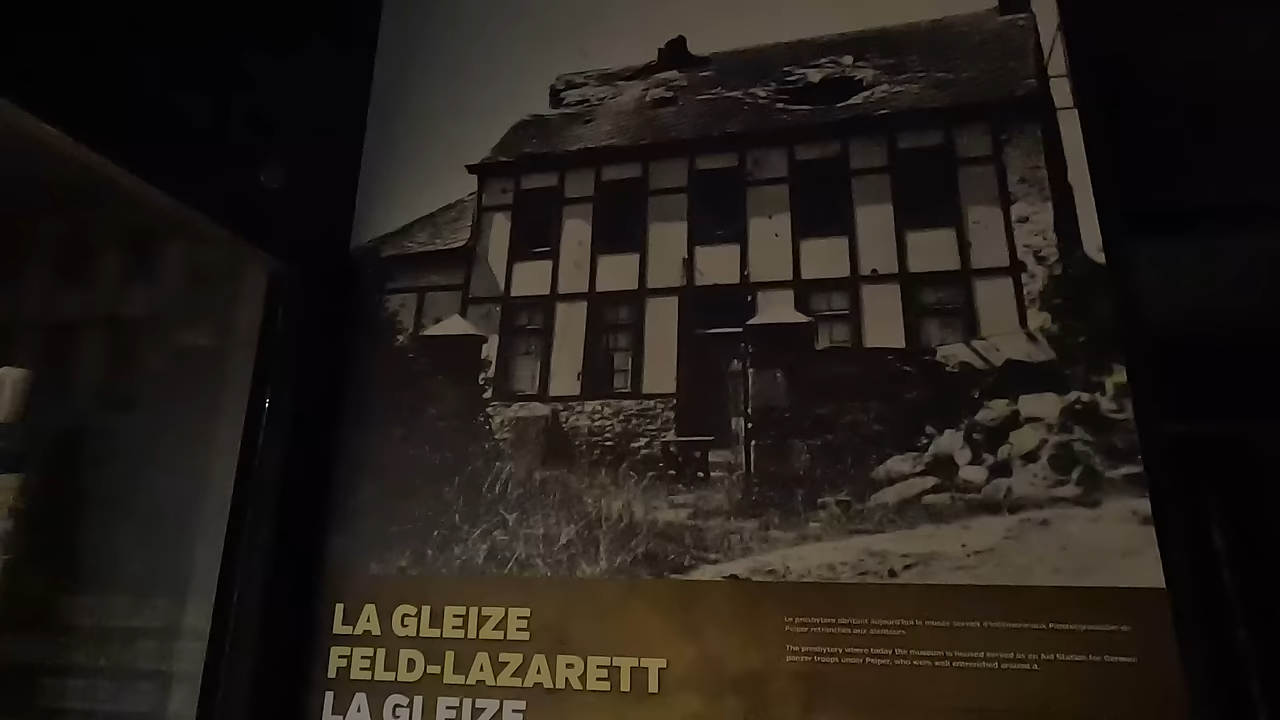 LA GLEIZE
FELD-LAZARETT
LA GLEIZE
Le presbytère abritant aujourd'hui le musée servait d'infirmerie aux Panzergrenadier de
Peiper retranchés aux alentours.
The presbytery where today the museum is housed served as an Aid Station for German
panzer troops under Peiper, who were well entrenched around it.